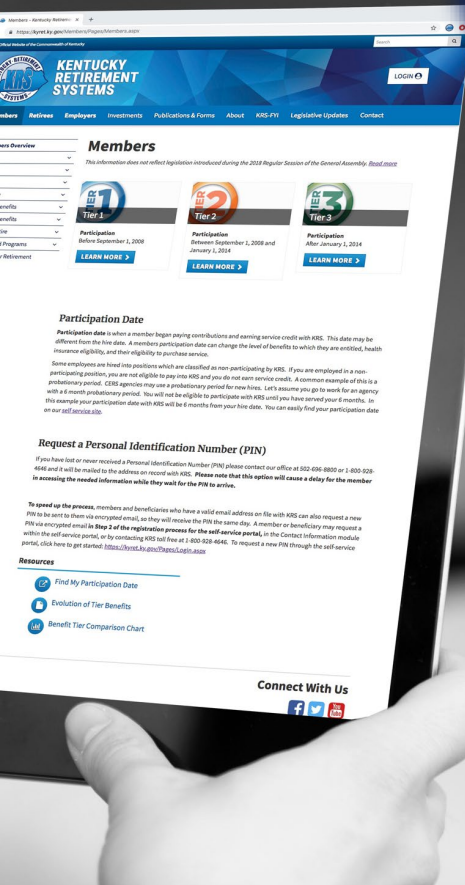 Members - Kentucky Retirem
https://kyret.ky.gov/Members/Pages/Members.aspx
Official Website of the Commonwealth of Kentucky
Search
KRS
SYSTEMS
KENTUCKY
RETIREMENT
SYSTEMS
LOGIN
mbers Retirees Employers Investments Publications & Forms About KRS-FYI Legislative Updates Contact
bers Overview
enefits
enefits
ire
d Programs
y Retirement
Members
This information does not reflect legislation introduced during the 2018 Regular Session of the General Assembly. Read more
TIER 1
Tier 1
Participation
Before September 1, 2008
LEARN MORE >
TIER 2
Tier 2
Participation
Between September 1, 2008 and
January 1, 2014
LEARN MORE >
TIER 3
Tier 3
Participation
After January 1, 2014
LEARN MORE >
Participation Date
Participation date is when a member began paying contributions and earning service credit with KRS. This date may be
different from the hire date. A members participation date can change the level of benefits to which they are entitled, health
insurance eligibility, and their eligibility to purchase service.
Some employees are hired into positions which are classified as non-participating by KRS. If you are employed in a non-
participating position, you are not eligible to pay into KRS and you do not earn service credit. A common example of this is a
probationary period. CERS agencies may use a probationary period for new hires. Let's assume you go to work for an agency
with a 6 month probationary period. You will not be eligible to participate with KRS until you have served your 6 months. In
this example your participation date with KRS will be 6 months from your hire date. You can easily find your participation date
on our self service site.
Request a Personal Identification Number (PIN)
If you have lost or never received a Personal Identification Number (PIN) please contact our office at 502-696-8800 or 1-800-928-
4646 and it will be mailed to the address on record with KRS. Please note that this option will cause a delay for the member
in accessing the needed information while they wait for the PIN to arrive.
To speed up the process, members and beneficiaries who have a valid email address on file with KRS can also request a new
PIN to be sent to them via encrypted email, so they will receive the PIN the same day. A member or beneficiary may request a
PIN via encrypted email in Step 2 of the registration process for the self-service portal, in the Contact Information module
within the self-service portal, or by contacting KRS toll free at 1-800-928-4646. To request a new PIN through the self-service
portal, click here to get started: https://kyret.ky.gov/Pages/Login.aspx
Resources
Find My Participation Date
Evolution of Tier Benefits
Benefit Tier Comparison Chart
Connect With Us
f
You
Tube